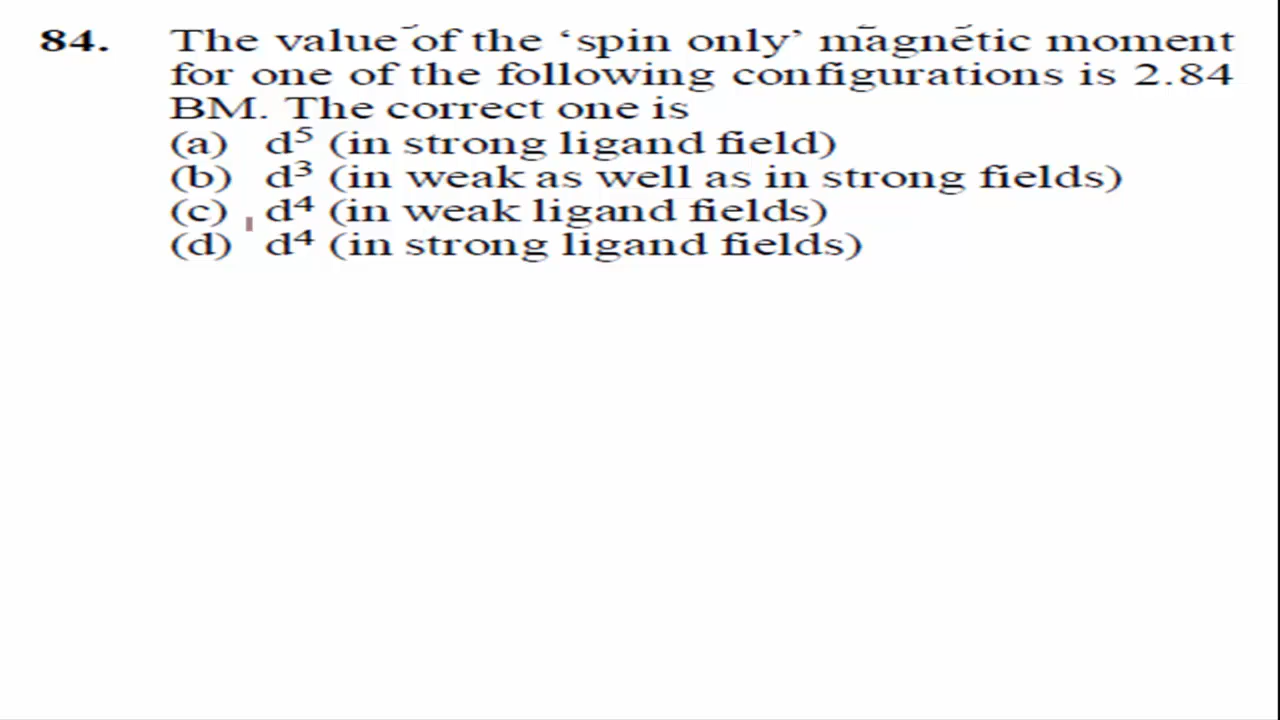 84. The value of the ‘spin only’ magnetic moment
for one of the following configurations is 2.84
BM. The correct one is
(a) d⁵ (in strong ligand field)
(b) d³ (in weak as well as in strong fields)
(c) d⁴ (in weak ligand fields)
(d) d⁴ (in strong ligand fields)